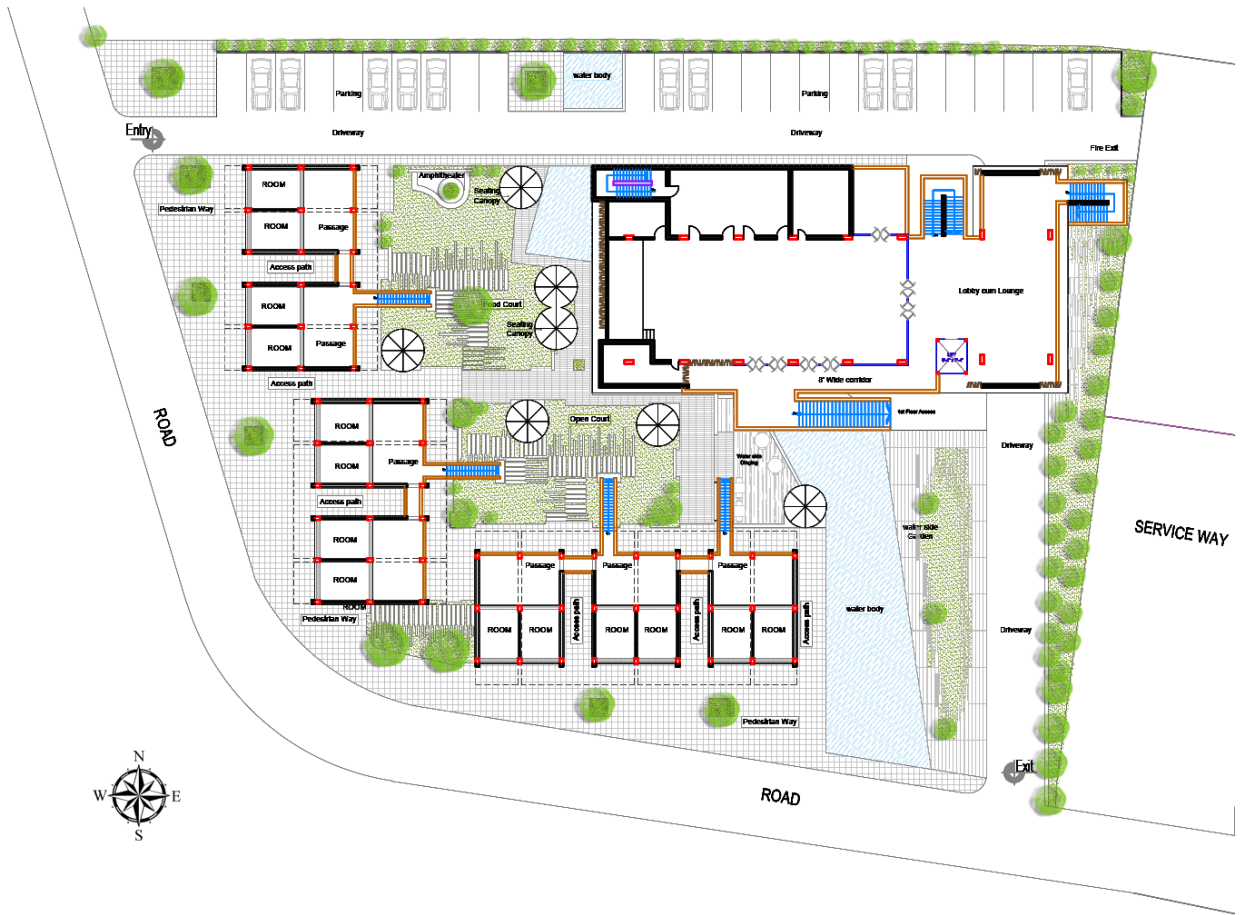 water body
Parking
Parking
Entry
Driveway
Driveway
Fire Exit
Amphitheater
ROOM
Seating
Canopy
Pedestrian Way
ROOM
Passage
Access path
Lobby cum Lounge
Food Court
ROOM
Seating
Canopy
ROOM
Passage
Access path
8' Wide corridor
LIFT
ROAD
ROOM
Open Court
1st Floor Access
Driveway
ROOM
Passage
Water side
Dinging
Access path
ROOM
water side
Garden
SERVICE WAY
ROOM
Passage
Passage
Passage
ROOM
Pedestrian Way
ROOM
ROOM
Access path
ROOM
ROOM
Access path
ROOM
ROOM
Access path
water body
Driveway
Pedestrian Way
N
W
E
S
Exit
ROAD